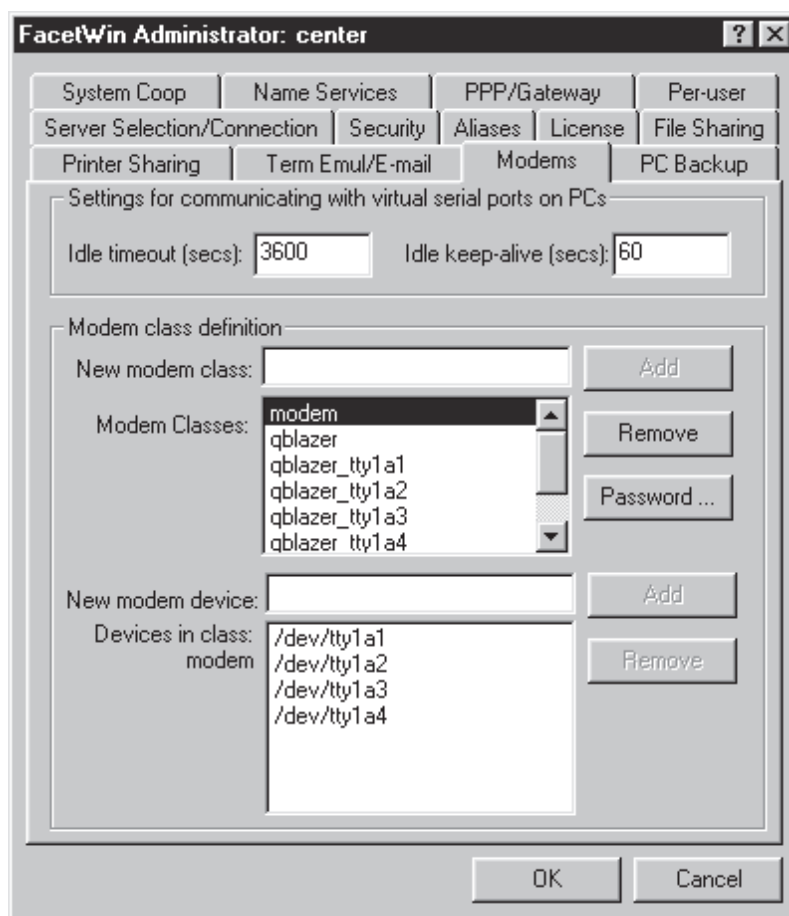 FacetWin Administrator: center
System Coop Name Services PPP/Gateway Per-user
Server Selection/Connection Security Aliases License File Sharing
Printer Sharing Term Emul/E-mail Modems PC Backup
Settings for communicating with virtual serial ports on PCs
Idle timeout (secs): 3600 Idle keep-alive (secs): 60
Modem class definition
New modem class: Add
Modem Classes: modem Remove
qblazer
qblazer_tty1a1
qblazer_tty1a2 Password ...
qblazer_tty1a3
qblazer_tty1a4
New modem device: Add
Devices in class: /dev/tty1a1
modem /dev/tty1a2 Remove
/dev/tty1a3
/dev/tty1a4
OK Cancel